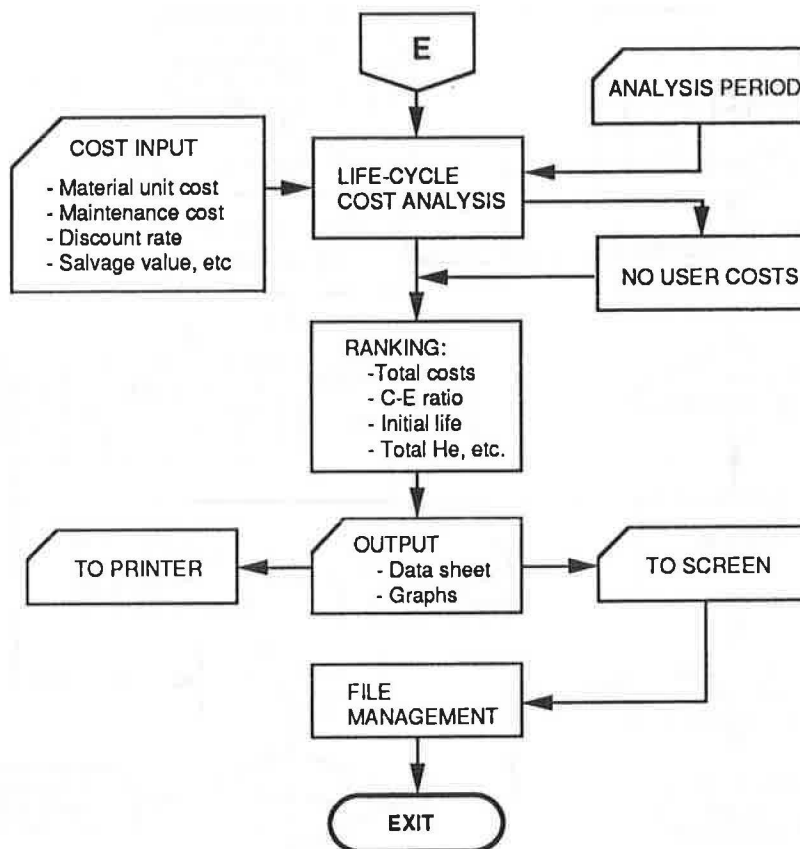 E
ANALYSIS PERIOD
COST INPUT
- Material unit cost
- Maintenance cost
- Discount rate
- Salvage value, etc
LIFE-CYCLE
COST ANALYSIS
NO USER COSTS
RANKING:
-Total costs
- C-E ratio
- Initial life
- Total He, etc.
TO PRINTER
OUTPUT
- Data sheet
- Graphs
TO SCREEN
FILE
MANAGEMENT
EXIT